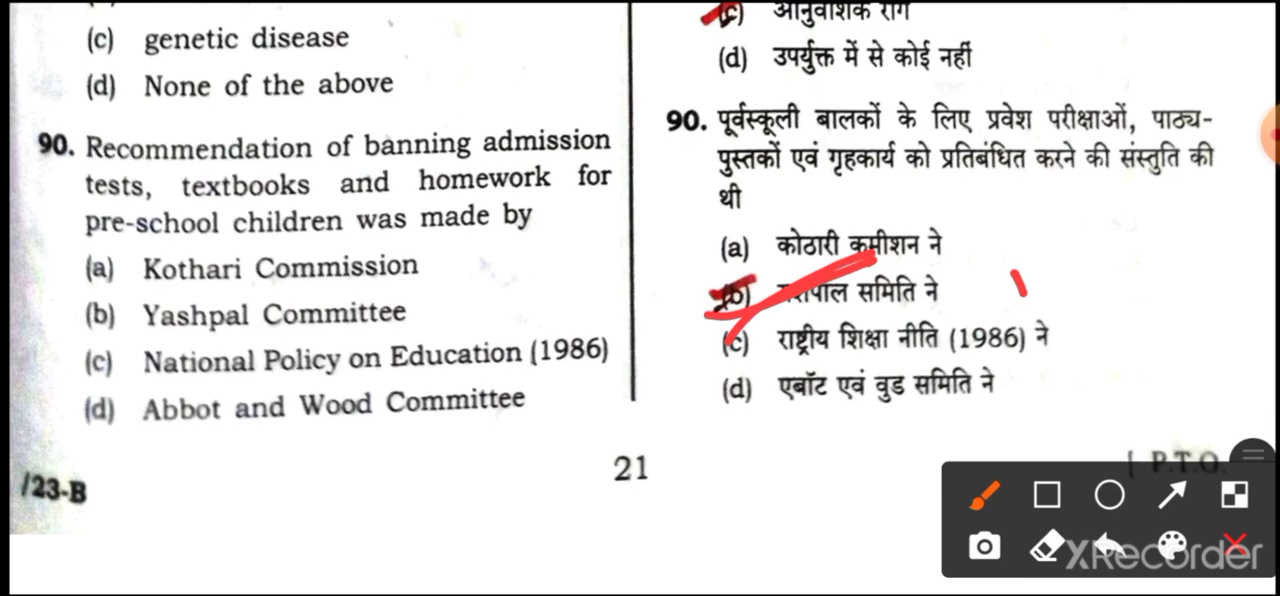 (c) genetic disease
(d) None of the above
90. Recommendation of banning admission
tests, textbooks and homework for
pre-school children was made by
(a) Kothari Commission
(b) Yashpal Committee
(c) National Policy on Education (1986)
(d) Abbot and Wood Committee
(c) आनुवांशिक रोग
(d) उपर्युक्त में से कोई नहीं
90. पूर्वस्कूली बालकों के लिए प्रवेश परीक्षाओं, पाठ्य-
पुस्तकों एवं गृहकार्य को प्रतिबंधित करने की संस्तुति की
थी
(a) कोठारी कमीशन ने
(b) यशपाल समिति ने
(c) राष्ट्रीय शिक्षा नीति (1986) ने
(d) एबॉट एवं वुड समिति ने
/23-B
21
[ P.T.O.
XRecorder